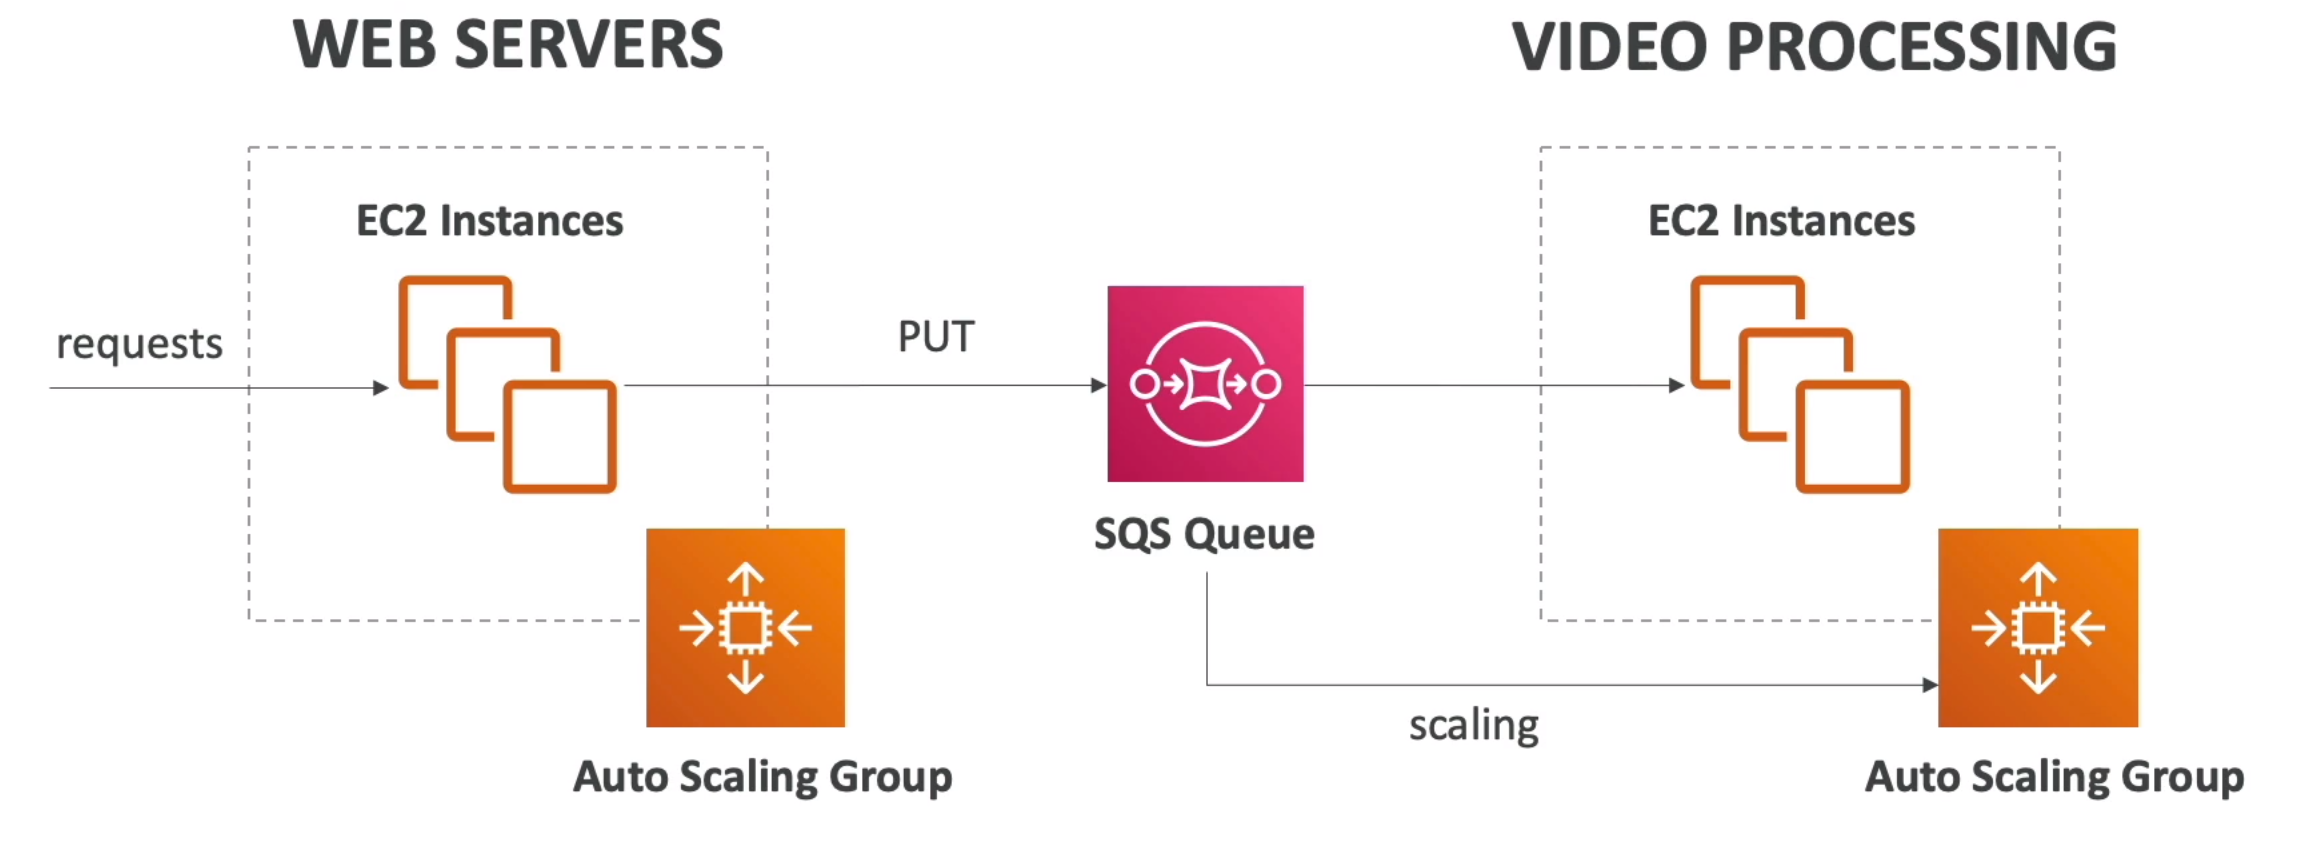 WEB SERVERS
VIDEO PROCESSING
EC2 Instances
EC2 Instances
requests
PUT
SQS Queue
scaling
Auto Scaling Group
Auto Scaling Group